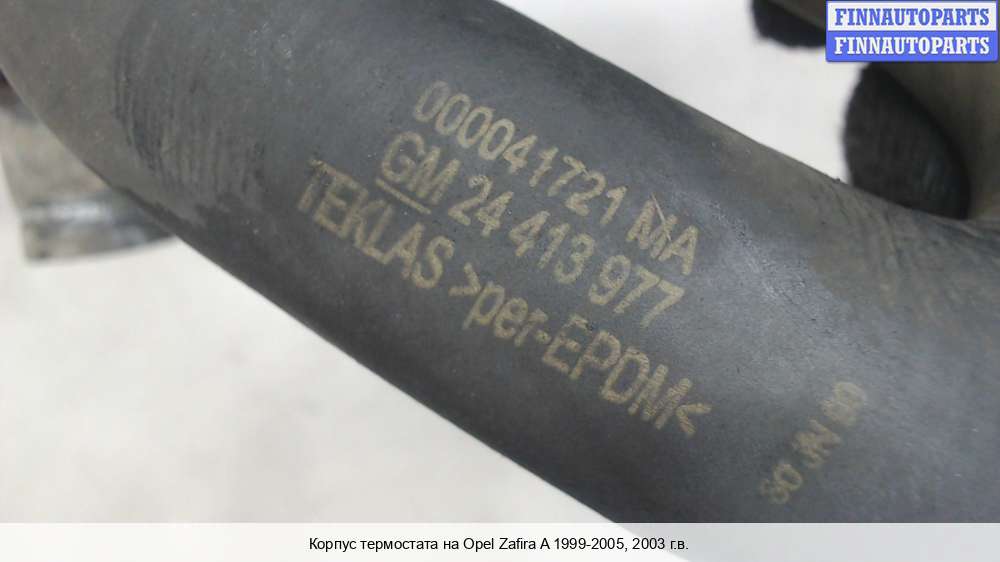 FINNAUTOPARTS
FINNAUTOPARTS
000041721 MA
GM 24 413 977
TEKLAS >per-EPDM<
Корпус термостата на Opel Zafira A 1999-2005, 2003 г.в.